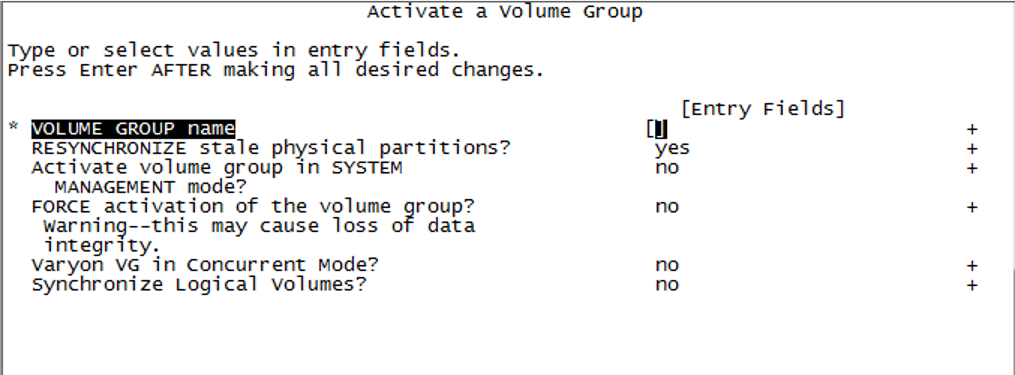 Activate a Volume Group
Type or select values in entry fields.
Press Enter AFTER making all desired changes.
[Entry Fields]
* VOLUME GROUP name [] +
RESYNCHRONIZE stale physical partitions? yes +
Activate volume group in SYSTEM no +
MANAGEMENT mode?
FORCE activation of the volume group? no +
Warning--this may cause loss of data
integrity.
Varyon VG in Concurrent Mode? no +
Synchronize Logical Volumes? no +